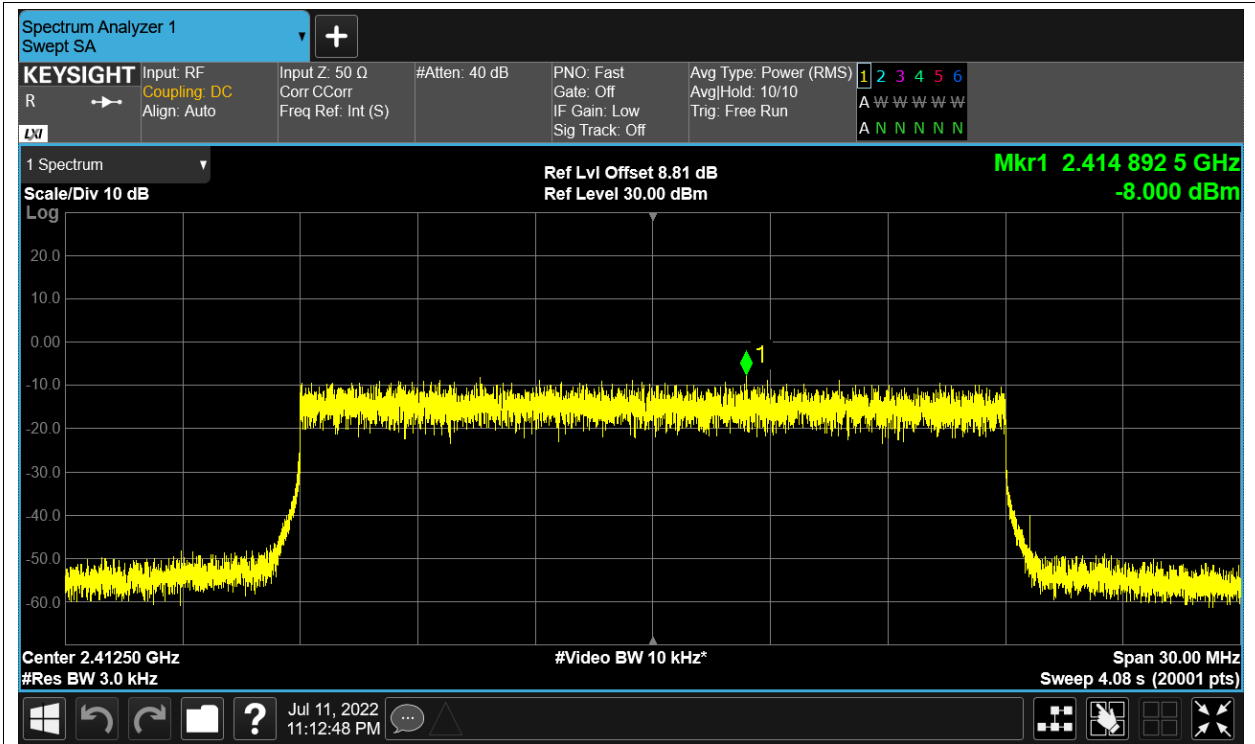 Spectrum Analyzer 1
Swept SA
KEYSIGHT
R
LXI
Input: RF
Coupling: DC
Align: Auto
Input Z: 50 Ω
Corr CCorr
Freq Ref: Int (S)
#Atten: 40 dB
PNO: Fast
Gate: Off
IF Gain: Low
Sig Track: Off
Avg Type: Power (RMS)
Avg|Hold: 10/10
Trig: Free Run
1 2 3 4 5 6
A W W W W W
A N N N N N
1 Spectrum
Scale/Div 10 dB
Log
Ref Lvl Offset 8.81 dB
Ref Level 30.00 dBm
Mkr1 2.414 892 5 GHz
-8.000 dBm
20.0
10.0
0.00
-10.0
-20.0
-30.0
-40.0
-50.0
-60.0
1
Center 2.41250 GHz
#Res BW 3.0 kHz
#Video BW 10 kHz*
Span 30.00 MHz
Sweep 4.08 s (20001 pts)
?
Jul 11, 2022
11:12:48 PM